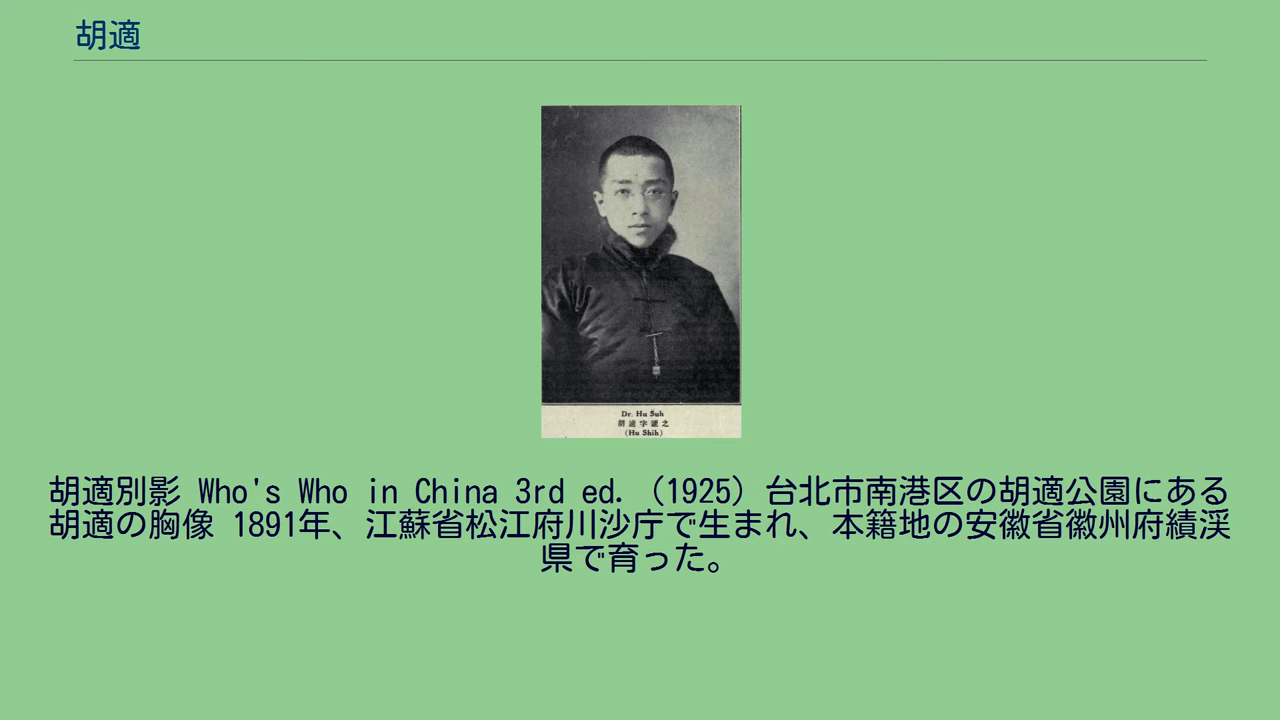 胡適
Dr. Hu Suh
胡適字適之
(Hu Shih)
胡適別影 Who's Who in China 3rd ed. (1925) 台北市南港区の胡適公園にある
胡適の胸像 1891年、江蘇省松江府川沙庁で生まれ、本籍地の安徽省徽州府績渓
県で育った。